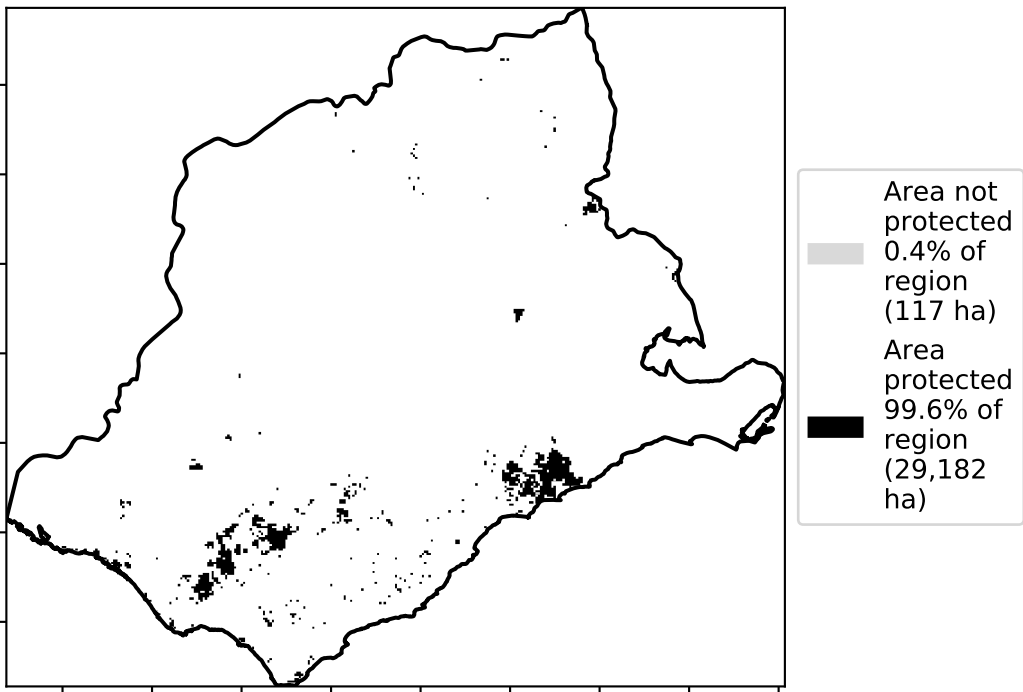 Area not
protected
0.4% of
region
(117 ha)
Area
protected
99.6% of
region
(29,182
ha)